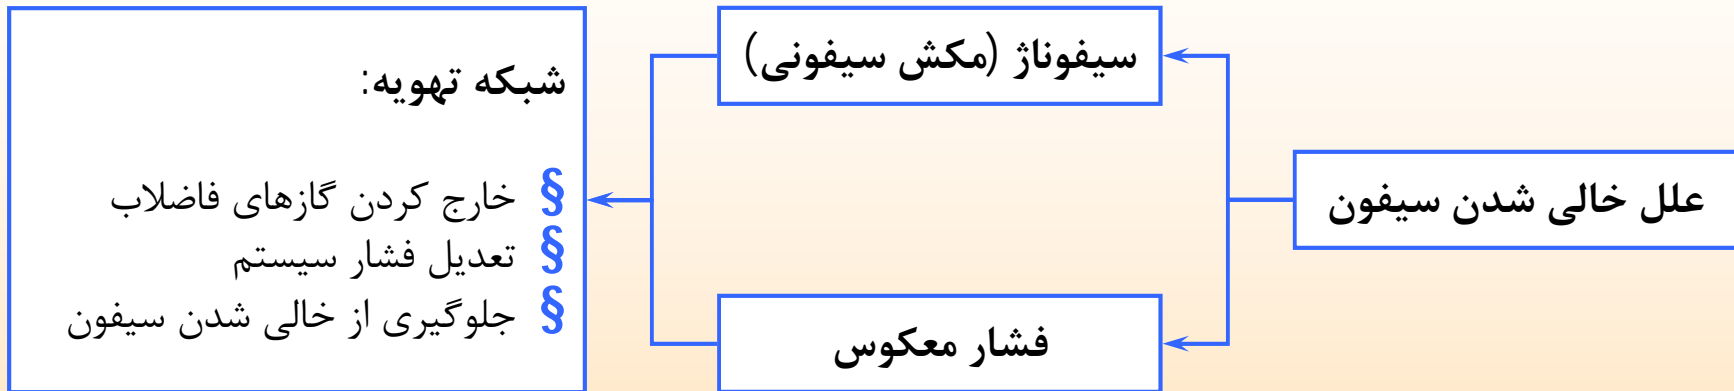 علل خالی شدن سیفون
سیفوناژ (مکش سیفونی)
فشار معکوس
شبکه تهویه:
§ خارج کردن گازهای فاضلاب
§ تعدیل فشار سیستم
§ جلوگیری از خالی شدن سیفون